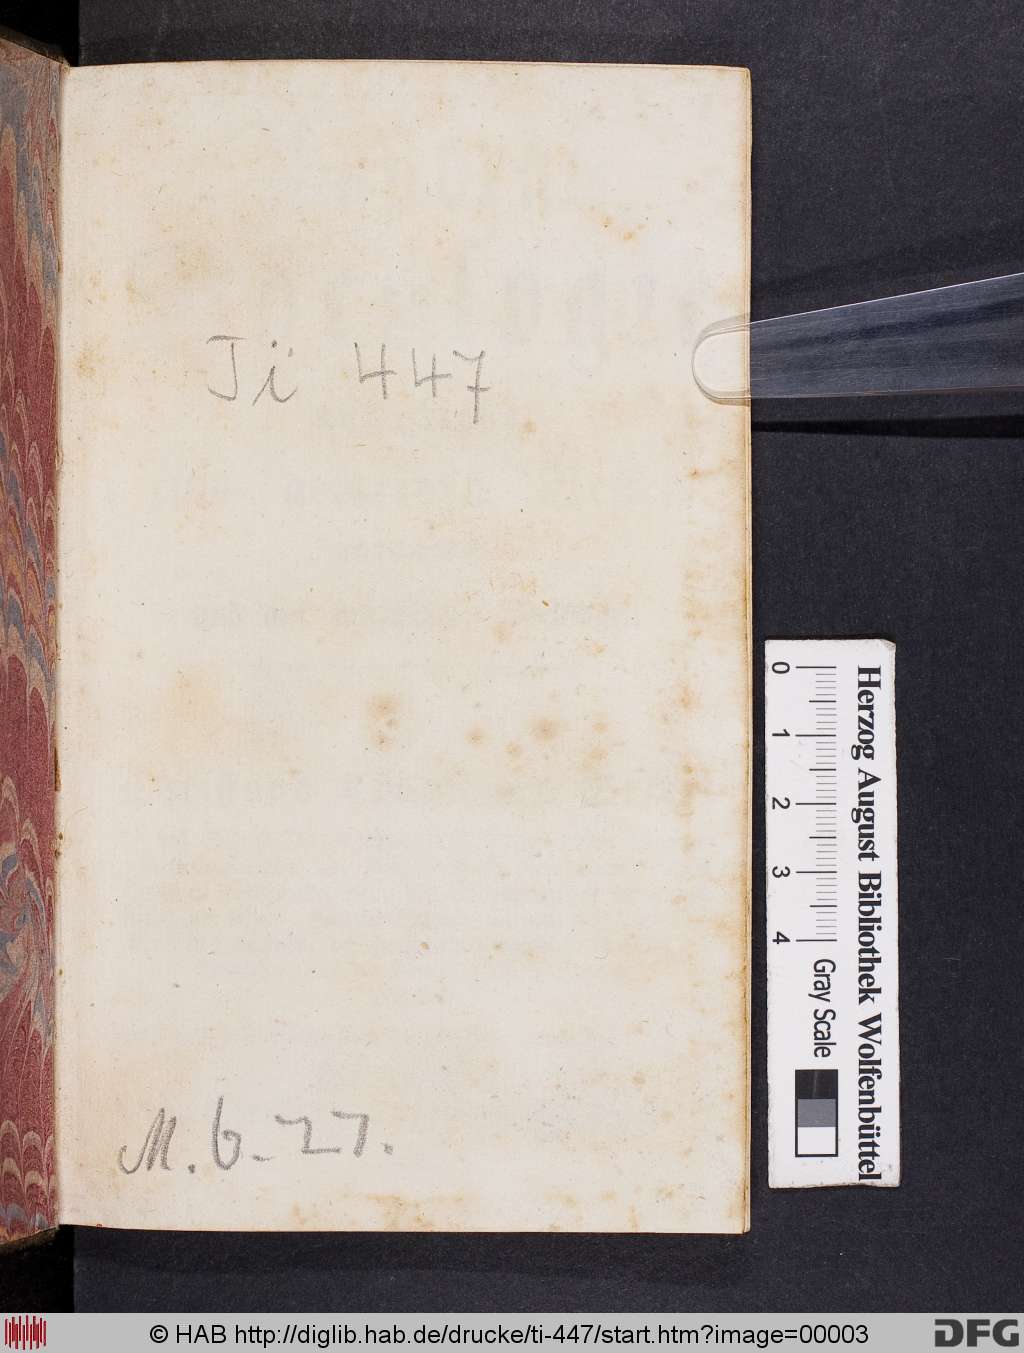 Ti 447
M. 6. 27.
Herzog August Bibliothek Wolfenbüttel
0 1 2 3 4 Gray Scale
© HAB http://diglib.hab.de/drucke/ti-447/start.htm?image=00003
DFG